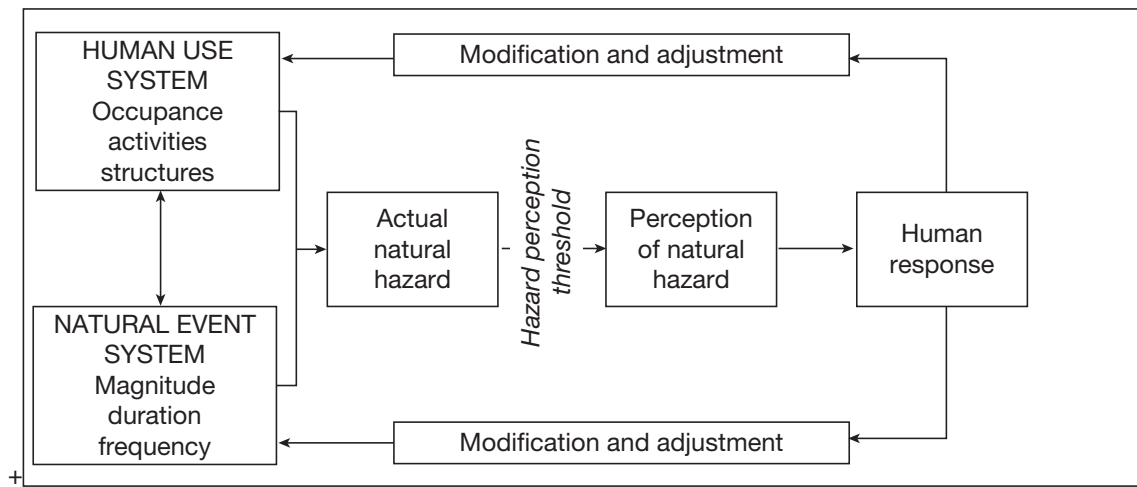 HUMAN USE
SYSTEM
Occupance
activities
structures
Modification and adjustment
Actual
natural
hazard
Hazard perception
threshold
Perception
of natural
hazard
Human
response
NATURAL EVENT
SYSTEM
Magnitude
duration
frequency
Modification and adjustment
+